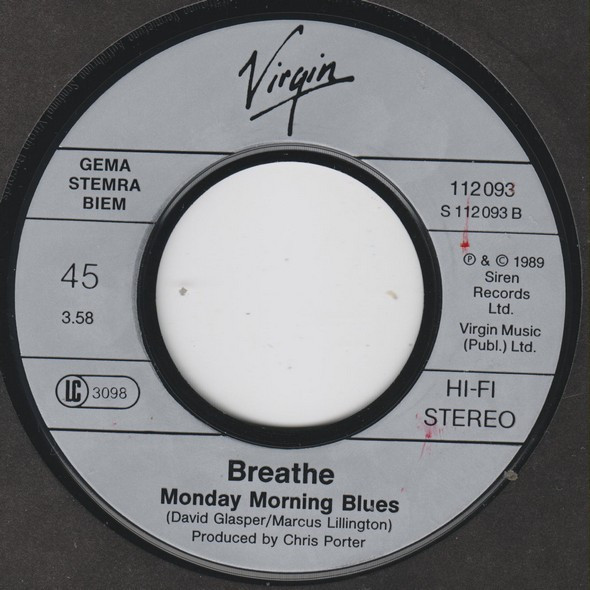 Virgin
GEMA
STEMRA
BIEM
112093
S 112093 B
45
3.58
℗ & © 1989
Siren
Records
Ltd.
Virgin Music
(Publ.) Ltd.
LC 3098
HI-FI
STEREO
Breathe
Monday Morning Blues
(David Glasper/Marcus Lillington)
Produced by Chris Porter